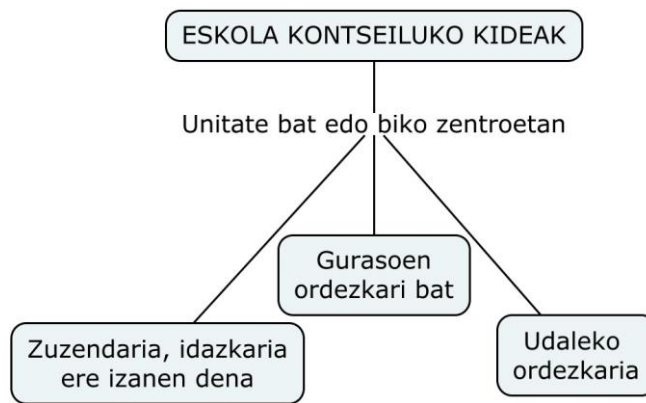 ESKOLA KONTSEILUKO KIDEAK
Unitate bat edo biko zentroetan
Gurasoen
ordezkari bat
Zuzendaria, idazkaria
ere izanen dena
Udaleko
ordezkaria